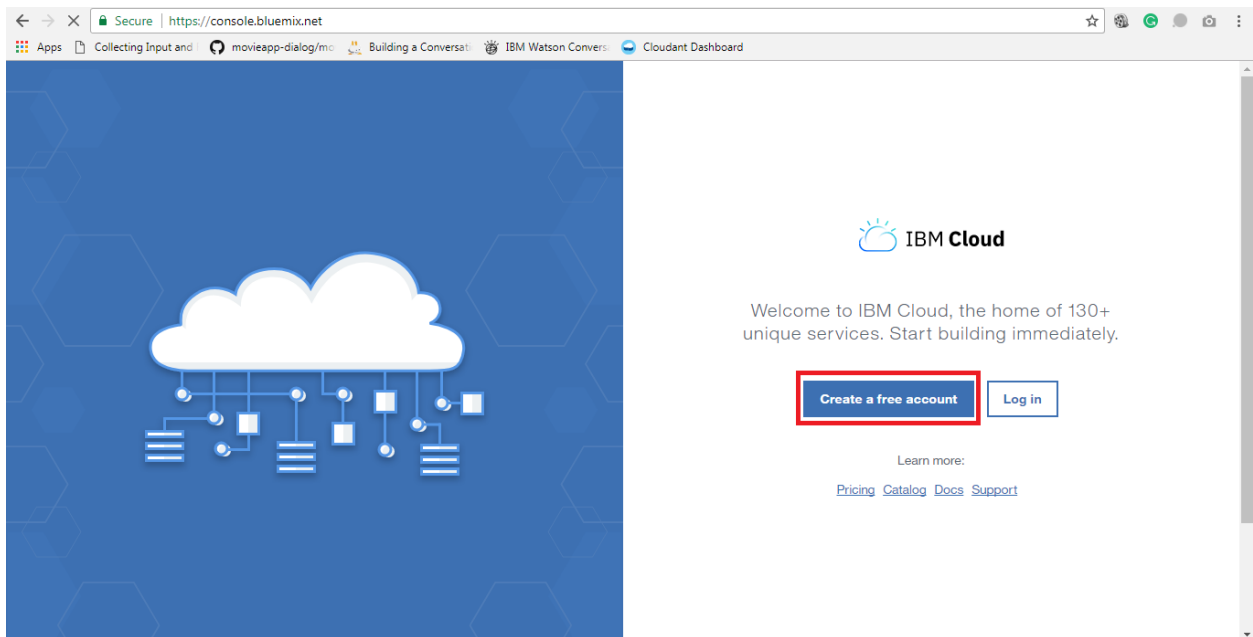 Secure | https://console.bluemix.net
Apps Collecting Input and movieapp-dialog/mo Building a Conversati IBM Watson Convers Cloudant Dashboard
IBM Cloud
Welcome to IBM Cloud, the home of 130+
unique services. Start building immediately.
Create a free account Log in
Learn more:
Pricing Catalog Docs Support